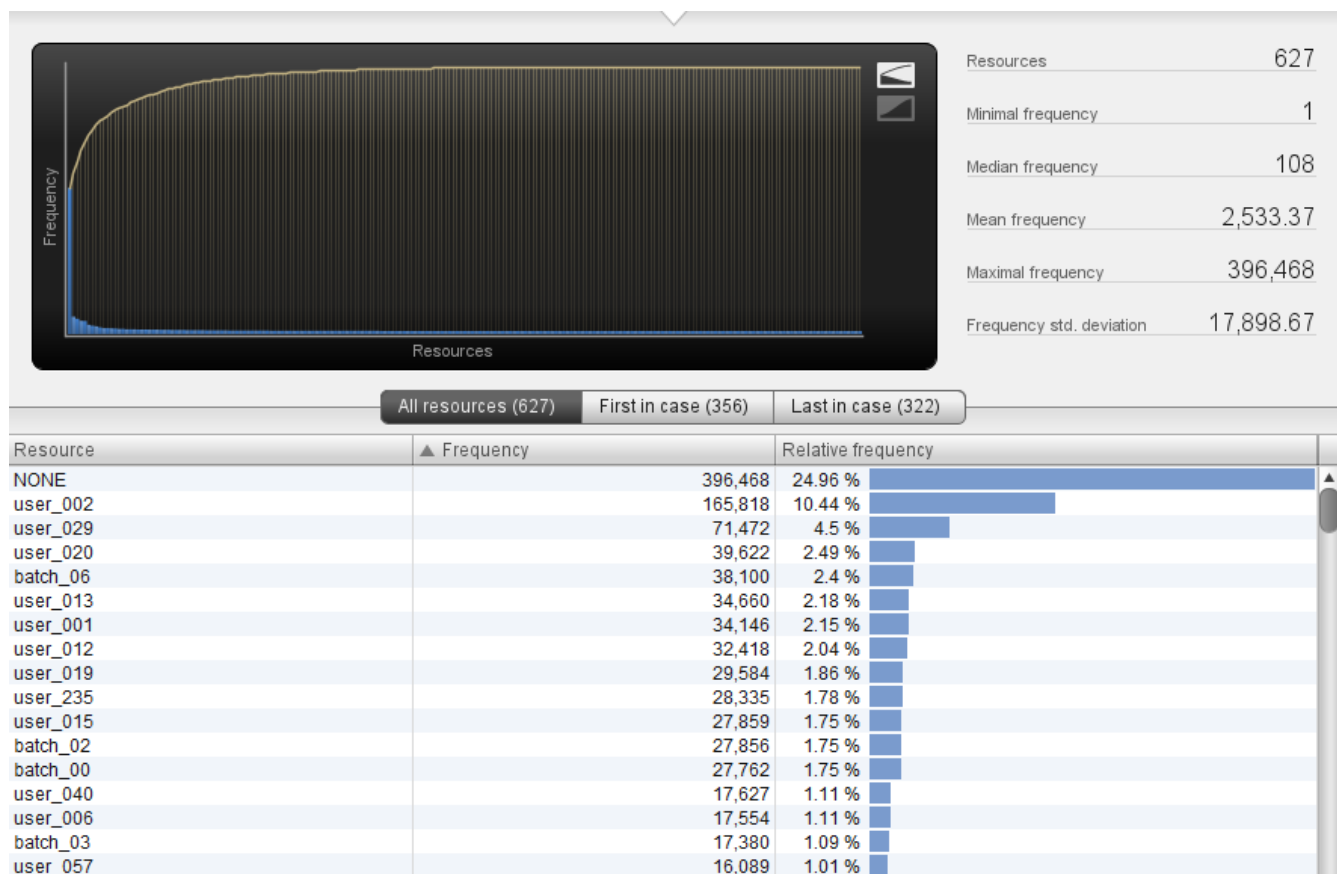 Frequency
Resources
Resources 627
Minimal frequency 1
Median frequency 108
Mean frequency 2,533.37
Maximal frequency 396,468
Frequency std. deviation 17,898.67
All resources (627) First in case (356) Last in case (322)
Resource ▲ Frequency Relative frequency
NONE 396,468 24.96 %
user_002 165,818 10.44 %
user_029 71,472 4.5 %
user_020 39,622 2.49 %
batch_06 38,100 2.4 %
user_013 34,660 2.18 %
user_001 34,146 2.15 %
user_012 32,418 2.04 %
user_019 29,584 1.86 %
user_235 28,335 1.78 %
user_015 27,859 1.75 %
batch_02 27,856 1.75 %
batch_00 27,762 1.75 %
user_040 17,627 1.11 %
user_006 17,554 1.11 %
batch_03 17,380 1.09 %
user_057 16,089 1.01 %